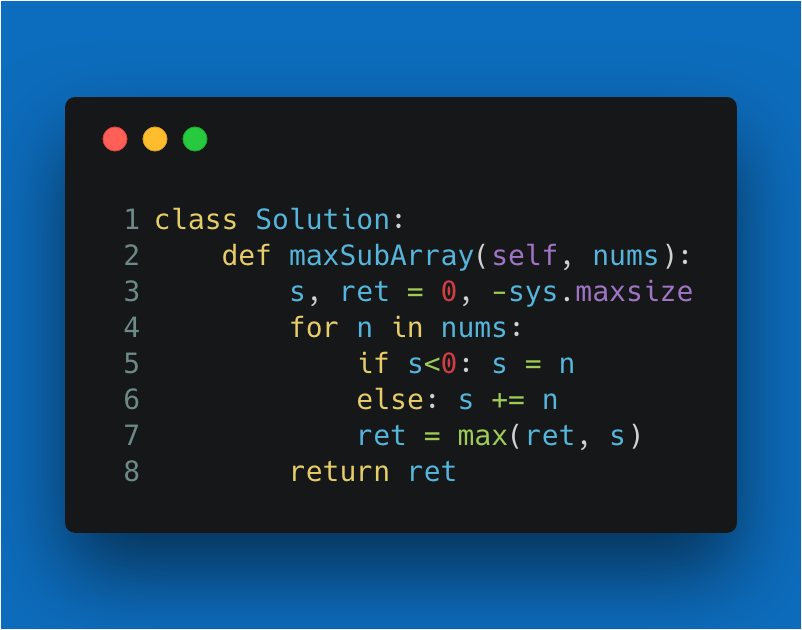 1 class Solution:
2     def maxSubArray(self, nums):
3         s, ret = 0, -sys.maxsize
4         for n in nums:
5             if s<0: s = n
6             else: s += n
7             ret = max(ret, s)
8         return ret